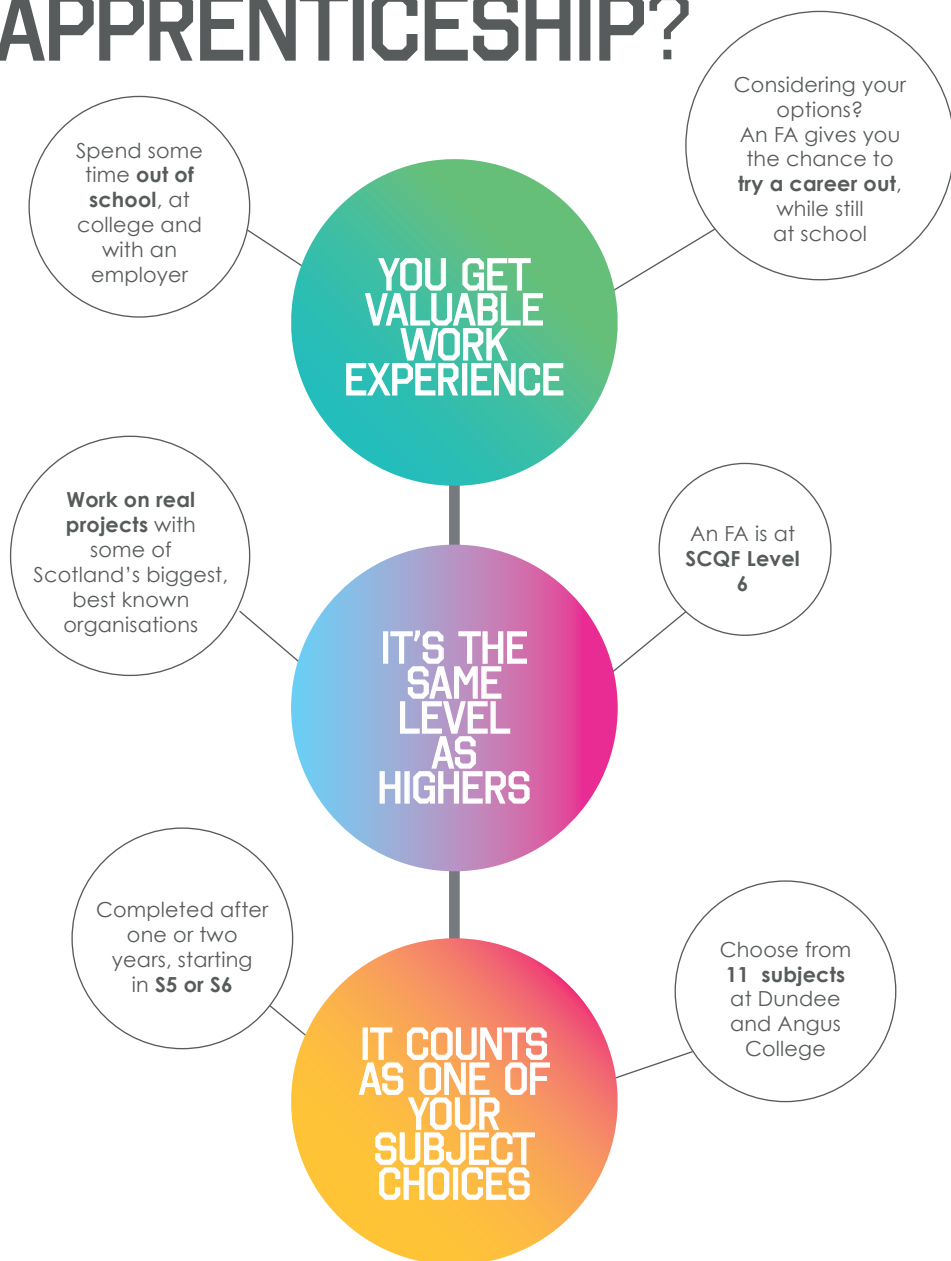 APPRENTICESHIP?
Considering your
options?
An FA gives you
the chance to
try a career out,
while still
at school
Spend some
time out of
school, at
college and
with an
employer
YOU GET
VALUABLE
WORK
EXPERIENCE
Work on real
projects with
some of
Scotland's biggest,
best known
organisations
An FA is at
SCQF Level
6
IT'S THE
SAME
LEVEL
AS
HIGHERS
Completed after
one or two
years, starting
in S5 or S6
Choose from
11 subjects
at Dundee
and Angus
College
IT COUNTS
AS ONE OF
YOUR
SUBJECT
CHOICES